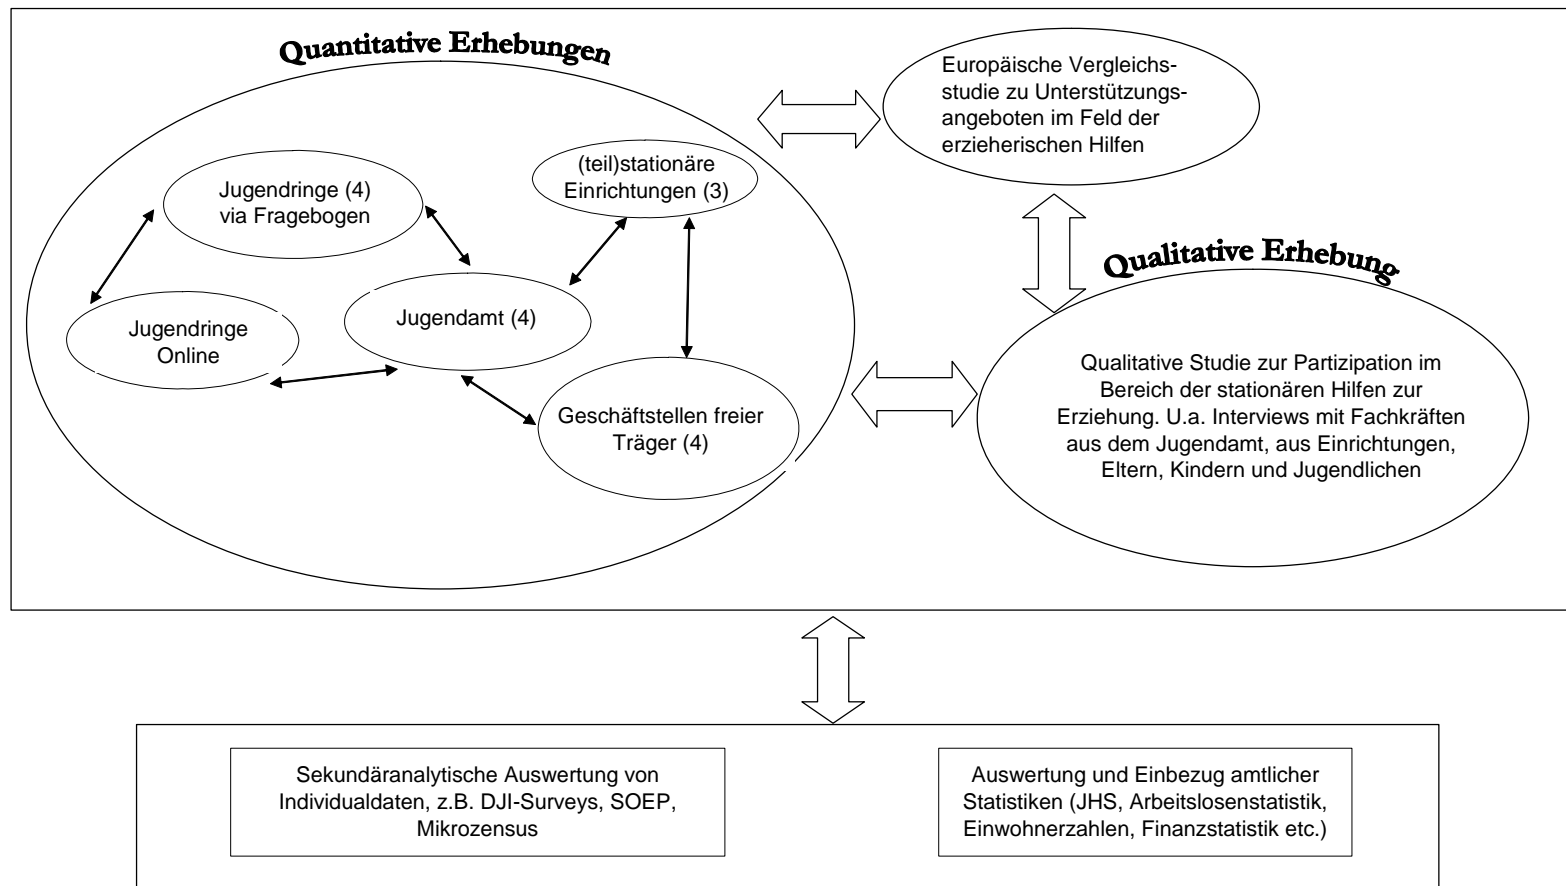 Quantitative Erhebungen
Europäische Vergleichs-
studie zu Unterstützungs-
angeboten im Feld der
erzieherischen Hilfen
(teil)stationäre
Einrichtungen (3)
Jugendringe (4)
via Fragebogen
Jugendamt (4)
Jugendringe
Online
Geschäftstellen freier
Träger (4)
Qualitative Erhebung
Qualitative Studie zur Partizipation im
Bereich der stationären Hilfen zur
Erziehung. U.a. Interviews mit Fachkräften
aus dem Jugendamt, aus Einrichtungen,
Eltern, Kindern und Jugendlichen
Sekundäranalytische Auswertung von
Individualdaten, z.B. DJI-Surveys, SOEP,
Mikrozensus
Auswertung und Einbezug amtlicher
Statistiken (JHS, Arbeitslosenstatistik,
Einwohnerzahlen, Finanzstatistik etc.)